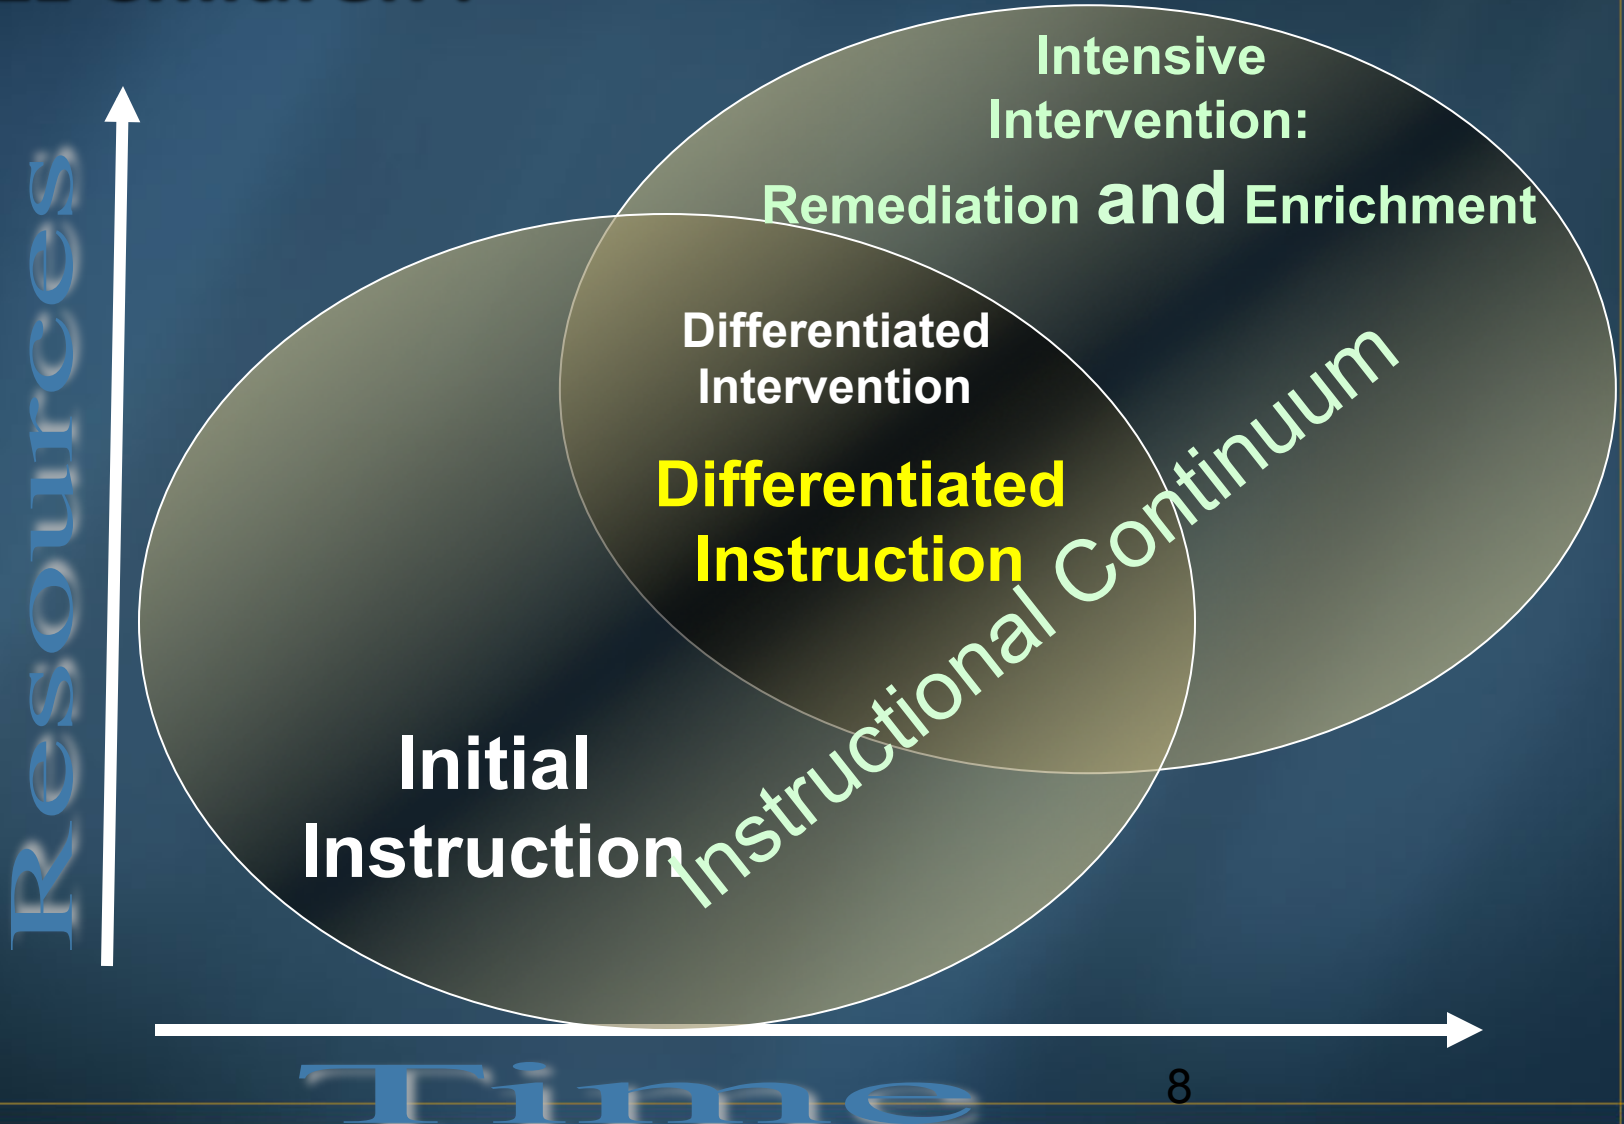 Intensive
Intervention:
Remediation and Enrichment
Differentiated
Intervention
Differentiated
Instruction
Instructional Continuum
Initial
Instruction
Resources
Time
8